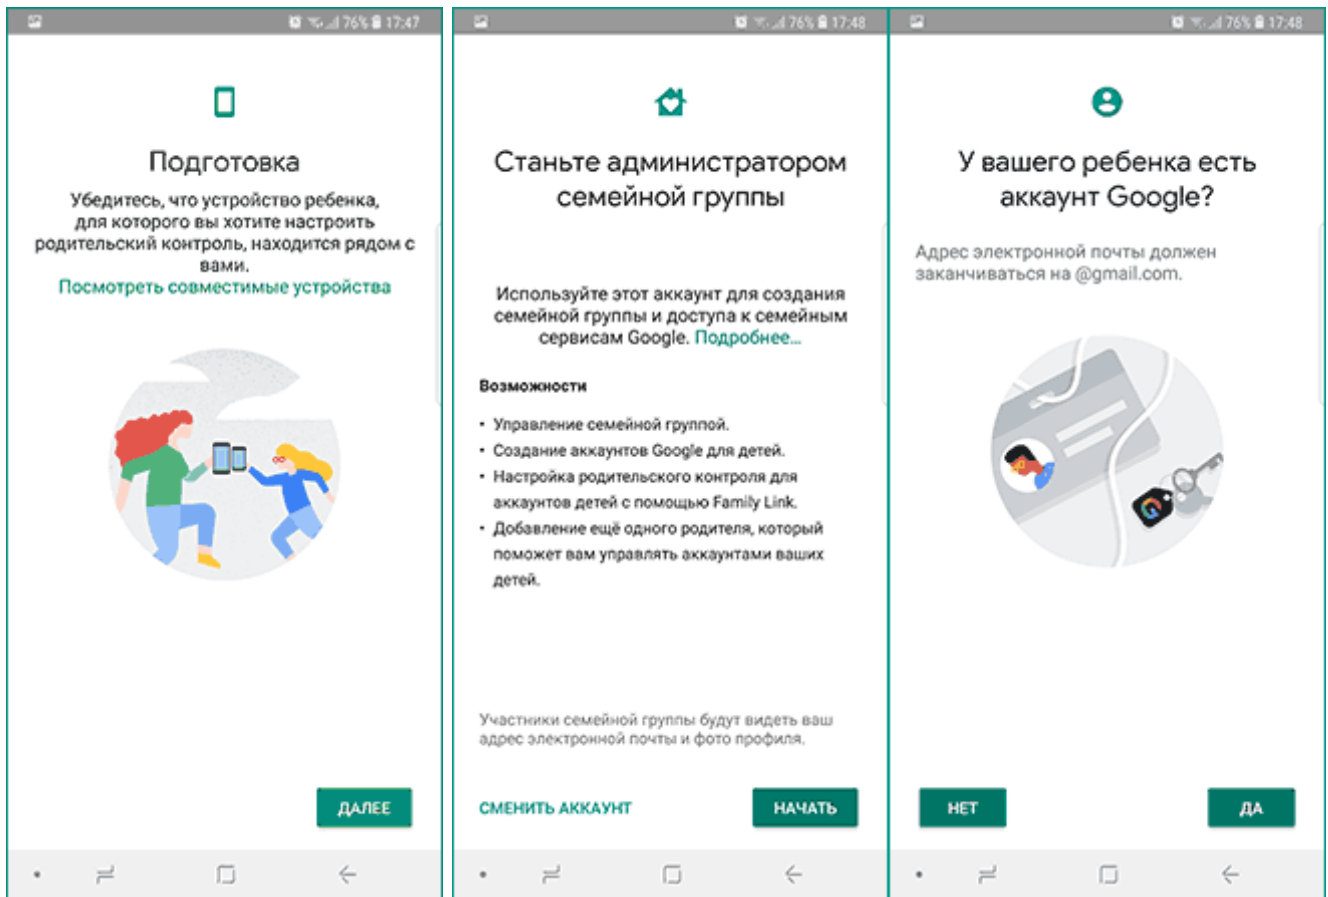 76% 17:47
Подготовка
Убедитесь, что устройство ребенка,
для которого вы хотите настроить
родительский контроль, находится рядом с
вами.
Посмотреть совместимые устройства
ДАЛЕЕ
76% 17:48
Станьте администратором
семейной группы
Используйте этот аккаунт для создания
семейной группы и доступа к семейным
сервисам Google. Подробнее...
Возможности
• Управление семейной группой.
• Создание аккаунтов Google для детей.
• Настройка родительского контроля для
аккаунтов детей с помощью Family Link.
• Добавление ещё одного родителя, который
поможет вам управлять аккаунтами ваших
детей.
Участники семейной группы будут видеть ваш
адрес электронной почты и фото профиля.
СМЕНИТЬ АККАУНТ
НАЧАТЬ
76% 17:48
У вашего ребенка есть
аккаунт Google?
Адрес электронной почты должен
заканчиваться на @gmail.com.
G
НЕТ
ДА